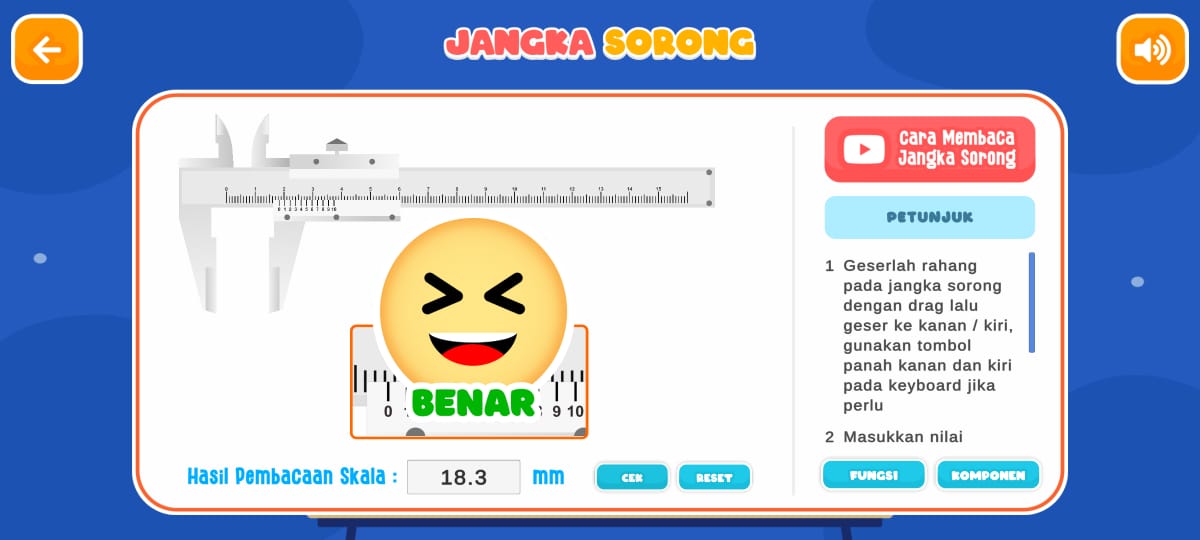 JANGKA SORONG
0 1 2 3 4 5 6 7 8 9 10 11 12 13 14 15
0 1 2 3 4 5 6 7 8 9 10
BENAR
0 9 10
Hasil Pembacaan Skala : 18.3 mm
CEK RESET
Cara Membaca
Jangka Sorong
PETUNJUK
1 Geserlah rahang
pada jangka sorong
dengan drag lalu
geser ke kanan / kiri,
gunakan tombol
panah kanan dan kiri
pada keyboard jika
perlu
2 Masukkan nilai
FUNGSI KOMPONEN